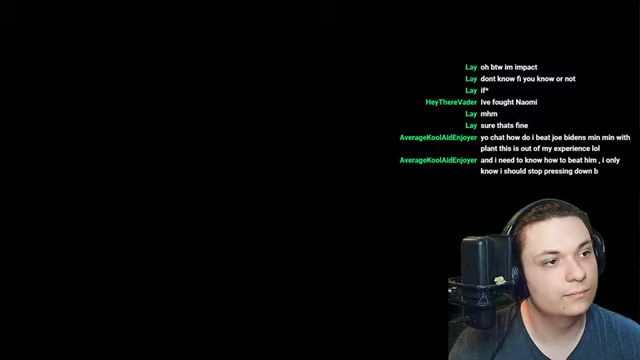 Lay oh btw im impact
Lay dont know fi you know or not
Lay if*
HeyThereVader Ive fought Naomi
Lay mhm
Lay sure thats fine
AverageKoolAidEnjoyer yo chat how do i beat joe bidens min min with
plant this is out of my experience lol
AverageKoolAidEnjoyer and i need to know how to beat him , i only
know i should stop pressing down b